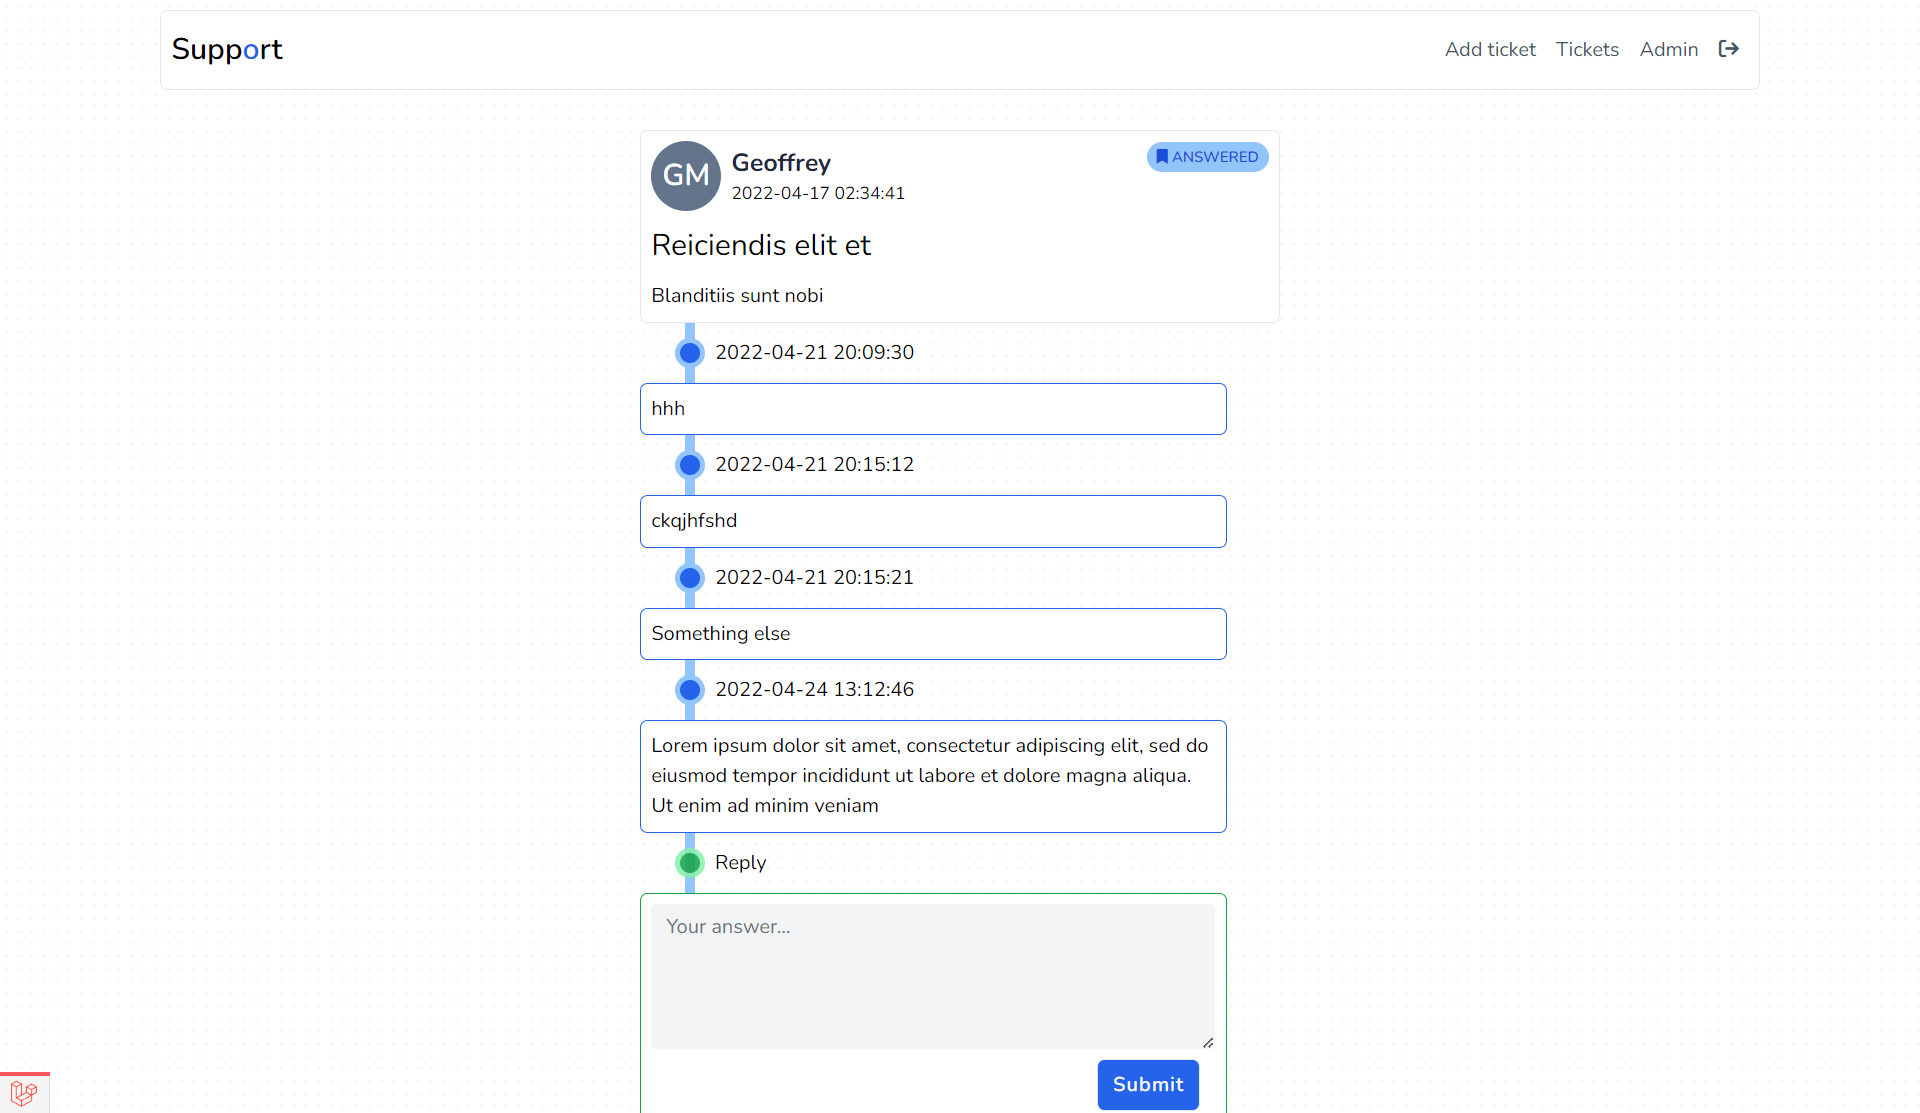 Support
Add ticket Tickets Admin
GM
Geoffrey
ANSWERED
2022-04-17 02:34:41
Reiciendis elit et
Blanditiis sunt nobi
2022-04-21 20:09:30
hhh
2022-04-21 20:15:12
ckqjhfshd
2022-04-21 20:15:21
Something else
2022-04-24 13:12:46
Lorem ipsum dolor sit amet, consectetur adipiscing elit, sed do
eiusmod tempor incididunt ut labore et dolore magna aliqua.
Ut enim ad minim veniam
Reply
Your answer...
Submit